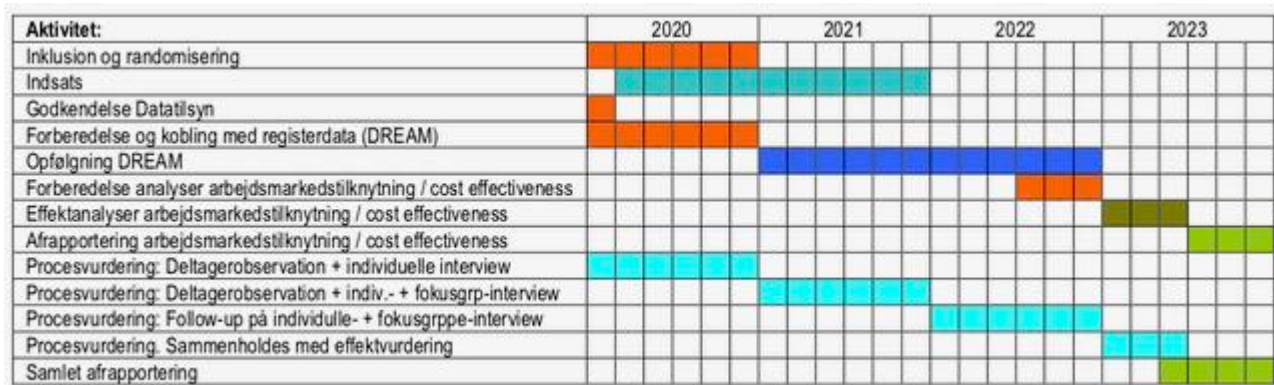 Aktivitet: 2020 2021 2022 2023
Inklusion og randomisering
Indsats
Godkendelse Datatilsyn
Forberedelse og kobling med registerdata (DREAM)
Opfølgning DREAM
Forberedelse analyser arbejdsmarkedstilknytning / cost effectiveness
Effektanalyser arbejdsmarkedstilknytning / cost effectiveness
Afrapportering arbejdsmarkedstilknytning / cost effectiveness
Procesvurdering: Deltagerobservation + individuelle interview
Procesvurdering: Deltagerobservation + indiv.- + fokusgrp-interview
Procesvurdering: Follow-up på individulle- + fokusgrppe-interview
Procesvurdering. Sammenholdes med effektvurdering
Samlet afrapportering